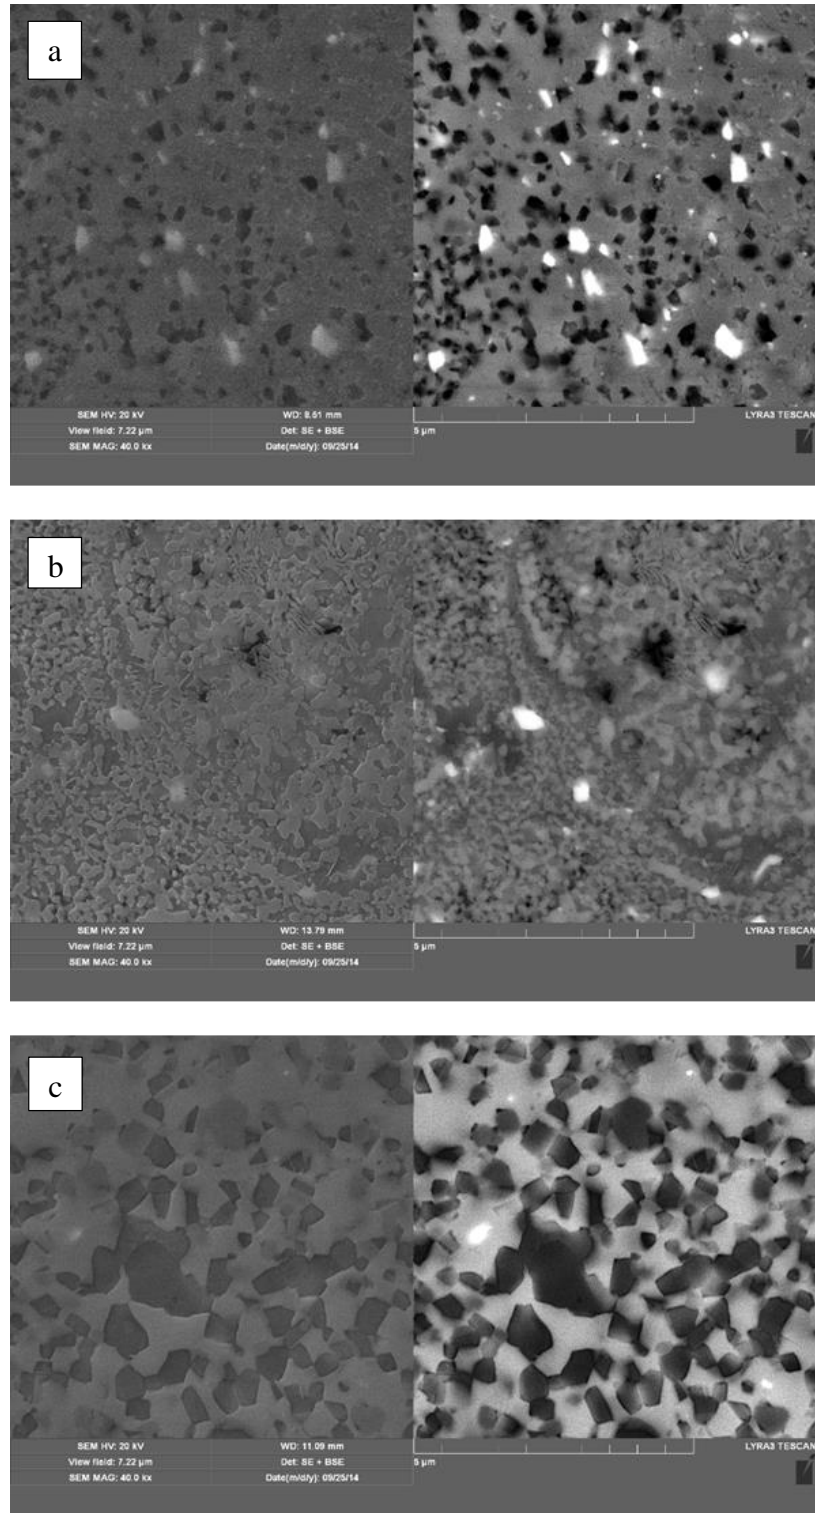 a
SEM HV: 20 kV WD: 8.51 mm LYRA3 TESCAN
View field: 7.22 µm Det: SE + BSE 5 µm
SEM MAG: 40.0 kx Date(m/d/y): 09/25/14
b
SEM HV: 20 kV WD: 13.79 mm LYRA3 TESCAN
View field: 7.22 µm Det: SE + BSE 5 µm
SEM MAG: 40.0 kx Date(m/d/y): 09/25/14
c
SEM HV: 20 kV WD: 11.09 mm LYRA3 TESCAN
View field: 7.22 µm Det: SE + BSE 5 µm
SEM MAG: 40.0 kx Date(m/d/y): 09/25/14